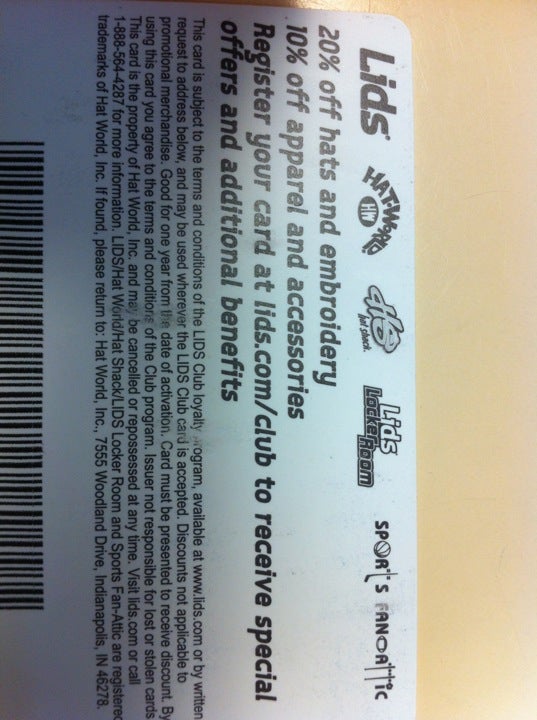 Lids HAT WORLD HW HS Hat Shack Lids Locker Room SPORTS FANATTIC
20% off hats and embroidery
10% off apparel and accessories
Register your card at lids.com/club to receive special
offers and additional benefits
This card is subject to the terms and conditions of the LIDS Club loyalty program, available at www.lids.com or by written
request to address below, and may be used wherever the LIDS Club card is accepted. Discounts not applicable to
promotional merchandise. Good for one year from the date of activation. Card must be presented to receive discount. By
using this card you agree to the terms and conditions of the Club program. Issuer not responsible for lost or stolen cards
This card is the property of Hat World, Inc. and may be cancelled or repossessed at any time. Visit lids.com or call
1-888-564-4287 for more information. LIDS/Hat World/Hat Shack/LIDS Locker Room and Sports Fan-Attic are registered
trademarks of Hat World, Inc. If found, please return to: Hat World, Inc., 7555 Woodland Drive, Indianapolis, IN 46278.